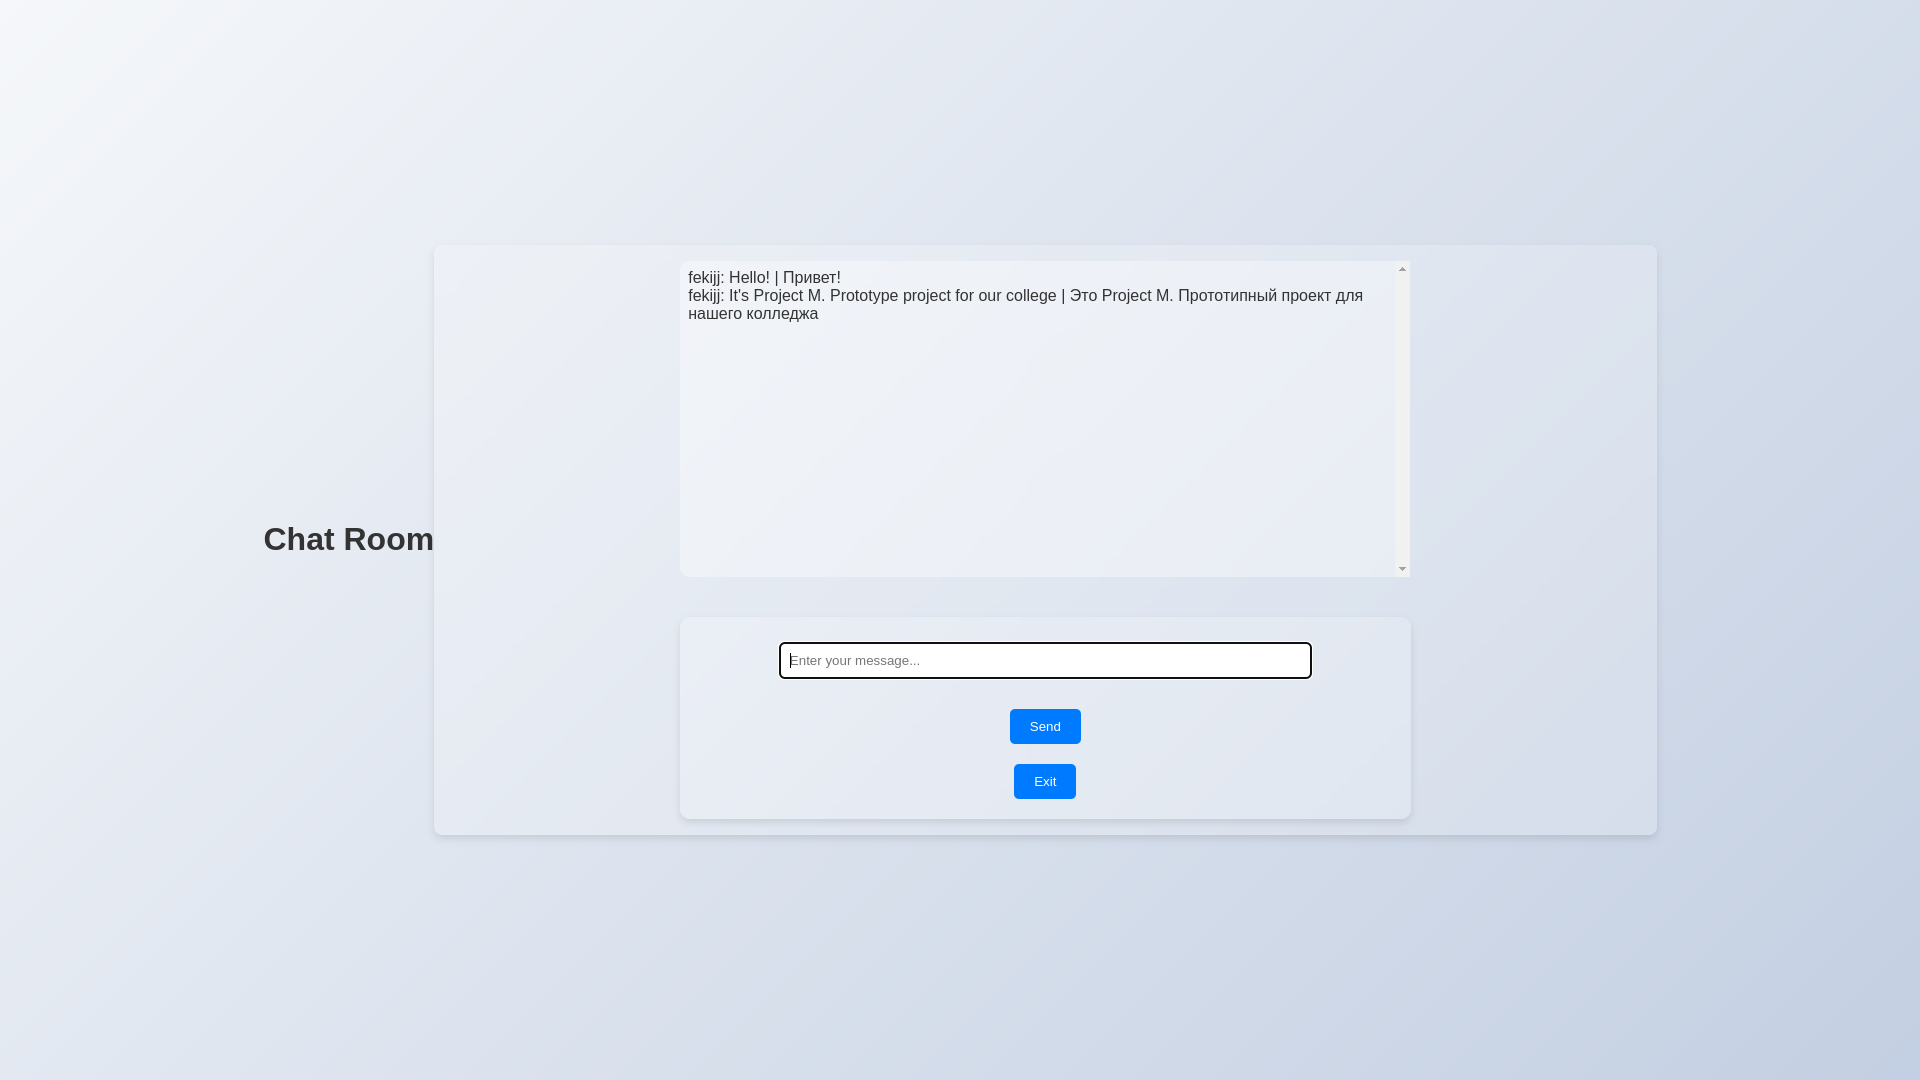 fekijj: Hello! | Привет!
fekijj: It's Project M. Prototype project for our college | Это Project M. Прототипный проект для
нашего колледжа
Chat Room
Enter your message...
Send
Exit